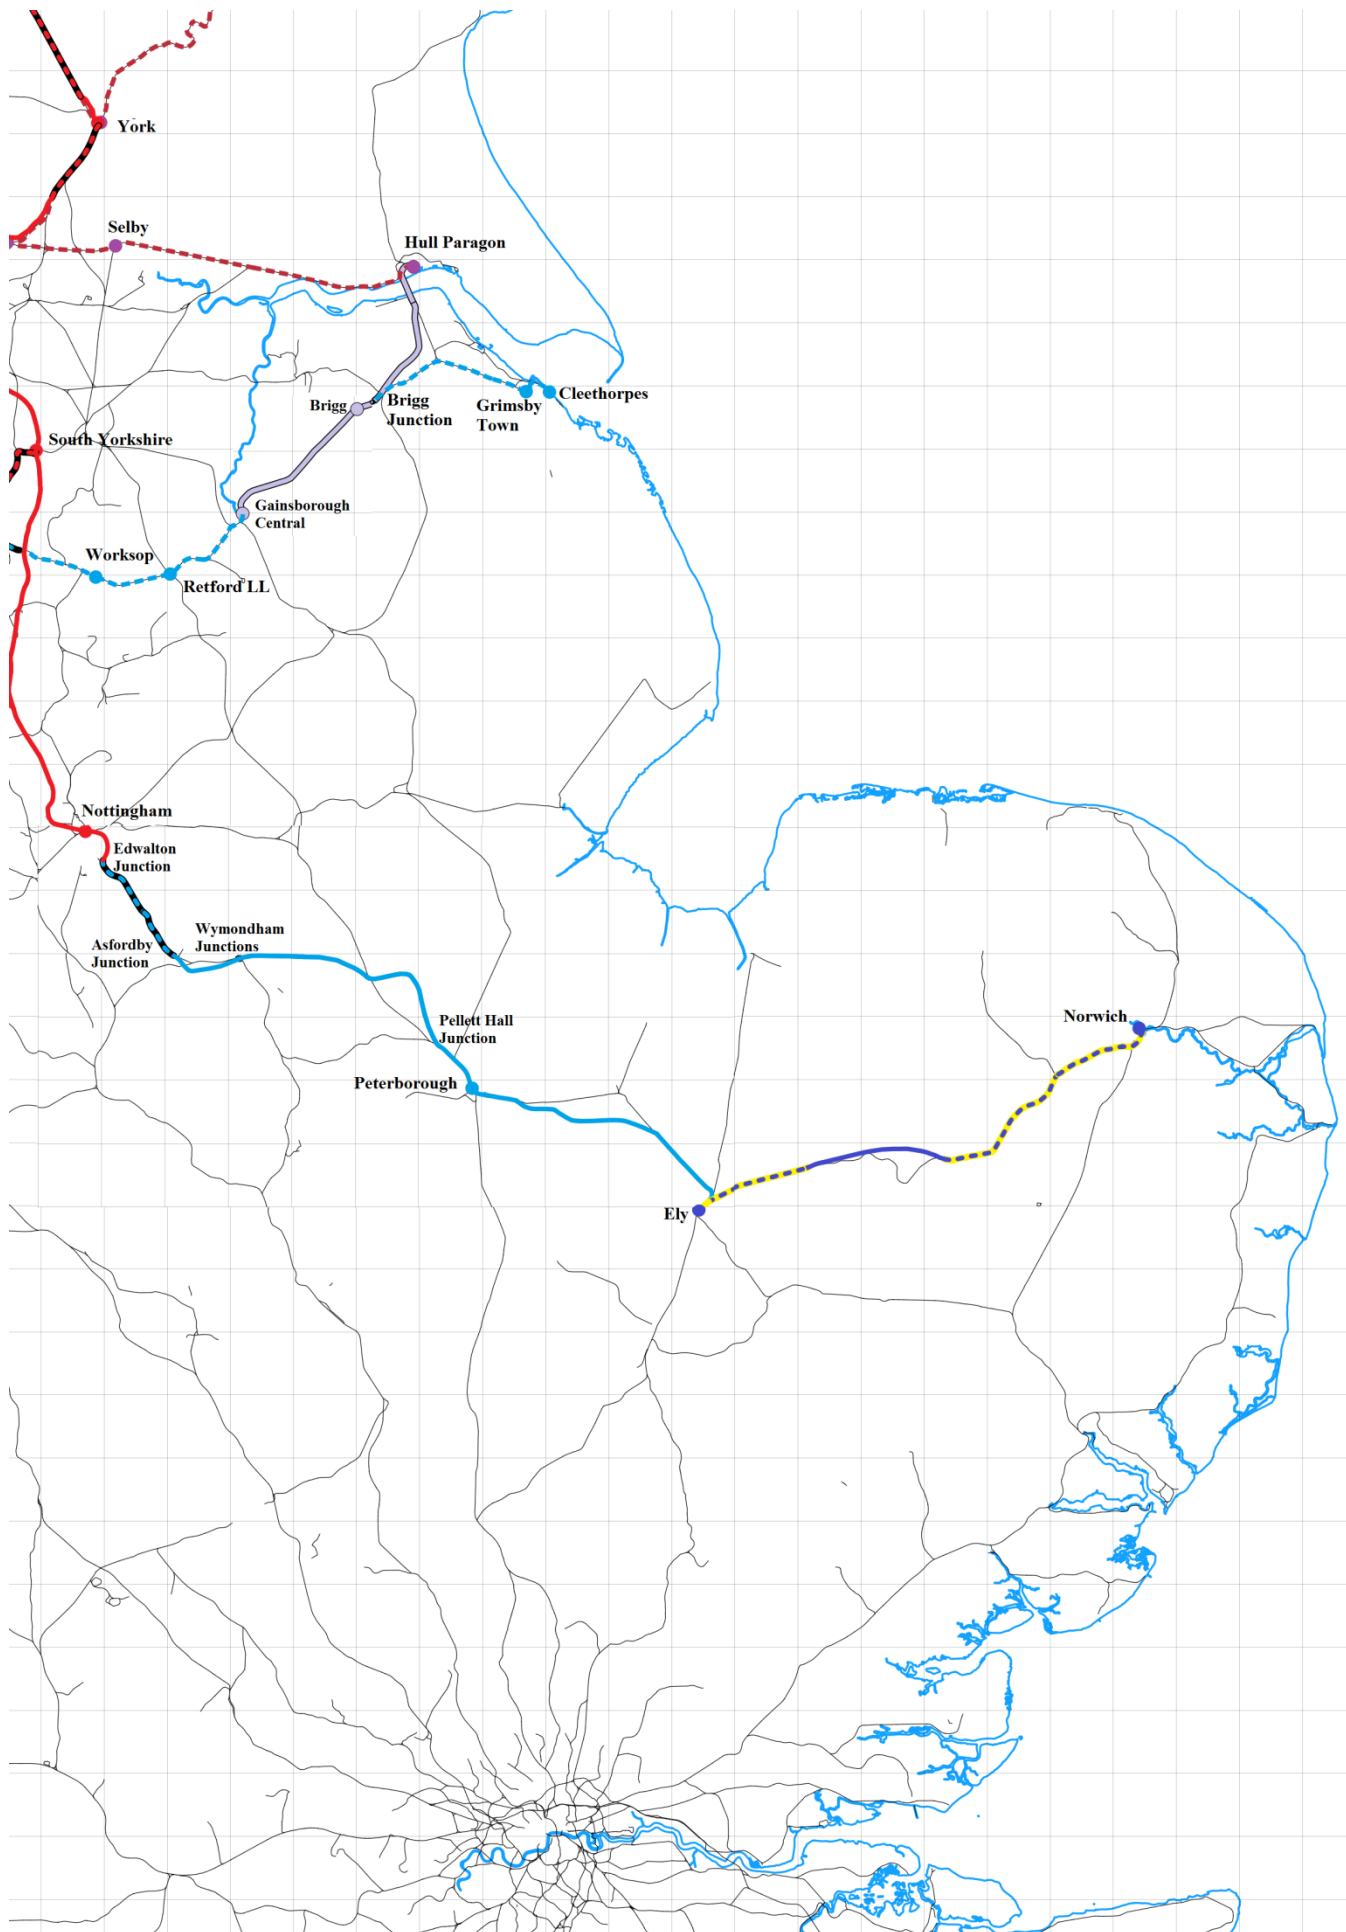 York
Selby
Hull Paragon
Cleethorpes
Brigg
Brigg
Junction
Grimsby
Town
South Yorkshire
Gainsborough
Central
Worksop
Retford LL
Nottingham
Edwalton
Junction
Wymondham
Junctions
Asfordby
Junction
Norwich
Pellett Hall
Junction
Peterborough
Ely